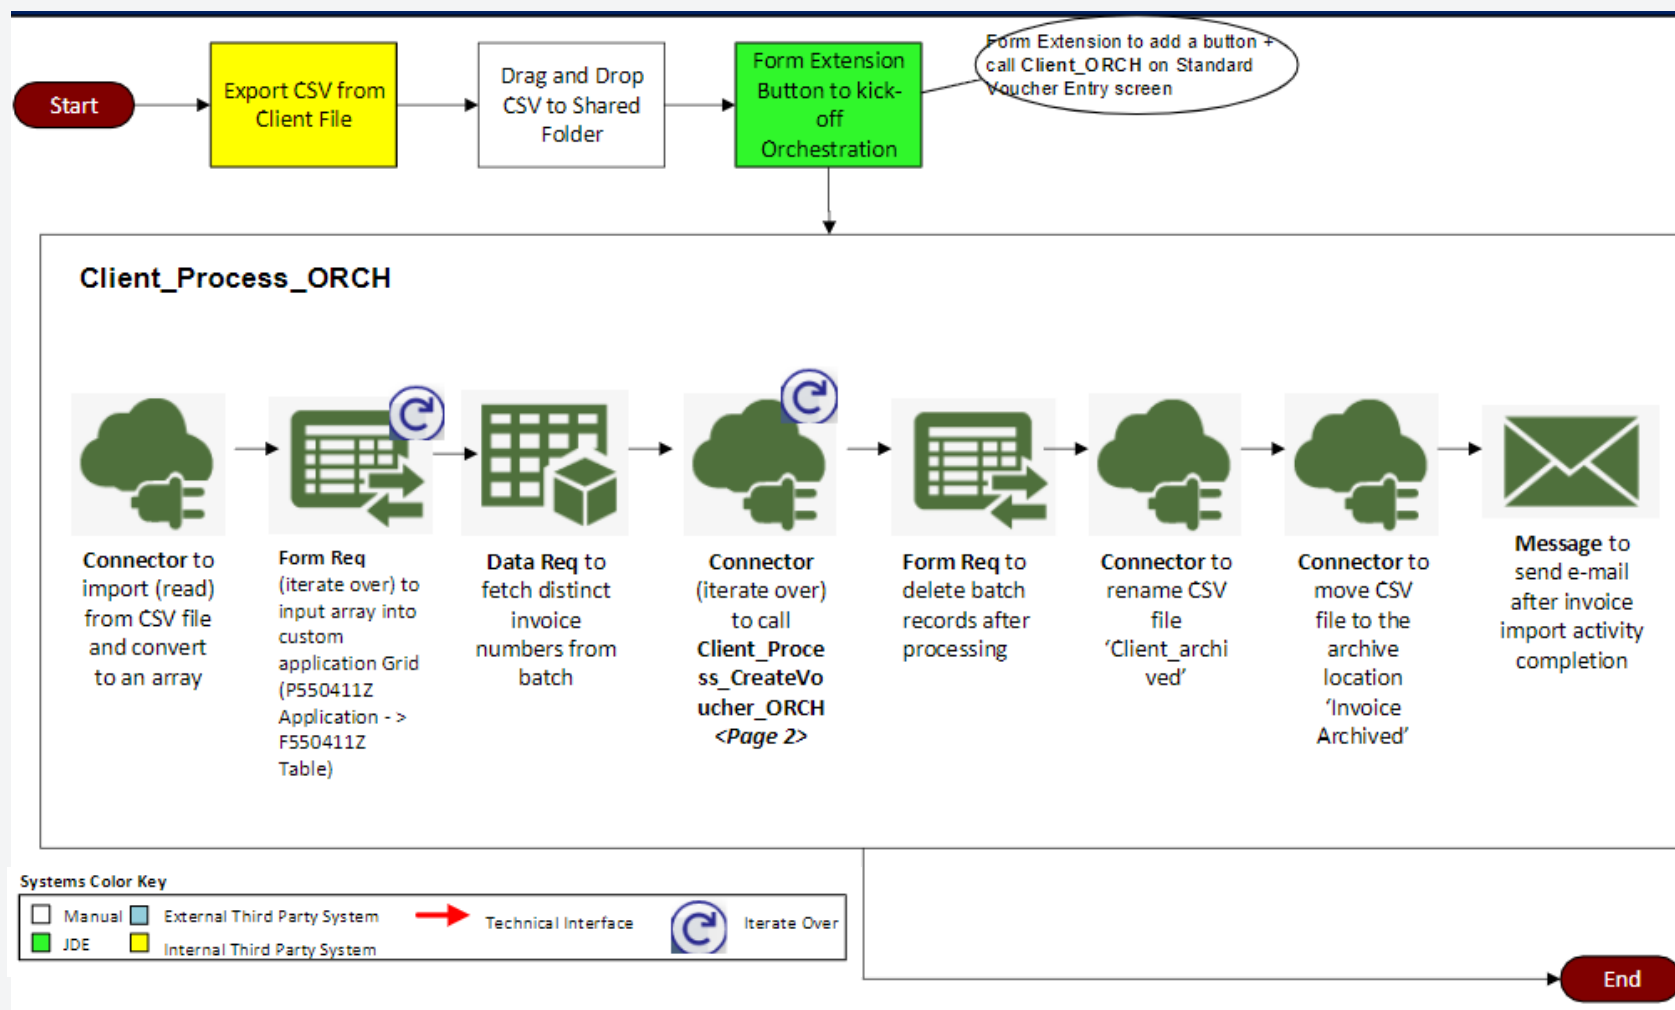 Start
Export CSV from
Client File
Drag and Drop
CSV to Shared
Folder
Form Extension
Button to kick-
off
Orchestration
Form Extension to add a button +
call Client_ORCH on Standard
Voucher Entry screen
Client_Process_ORCH
Connector to
import (read)
from CSV file
and convert
to an array
Form Req
(iterate over) to
input array into
custom
application Grid
(P550411Z
Application - >
F550411Z
Table)
Data Req to
fetch distinct
invoice
numbers from
batch
Connector
(iterate over)
to call
Client_Proce
ss_CreateVo
ucher_ORCH
<Page 2>
Form Req to
delete batch
records after
processing
Connector to
rename CSV
file
‘Client_archi
ved’
Connector to
move CSV
file to the
archive
location
‘Invoice
Archived’
Message to
send e-mail
after invoice
import activity
completion
Systems Color Key
Manual
External Third Party System
Technical Interface
Iterate Over
JDE
Internal Third Party System
End